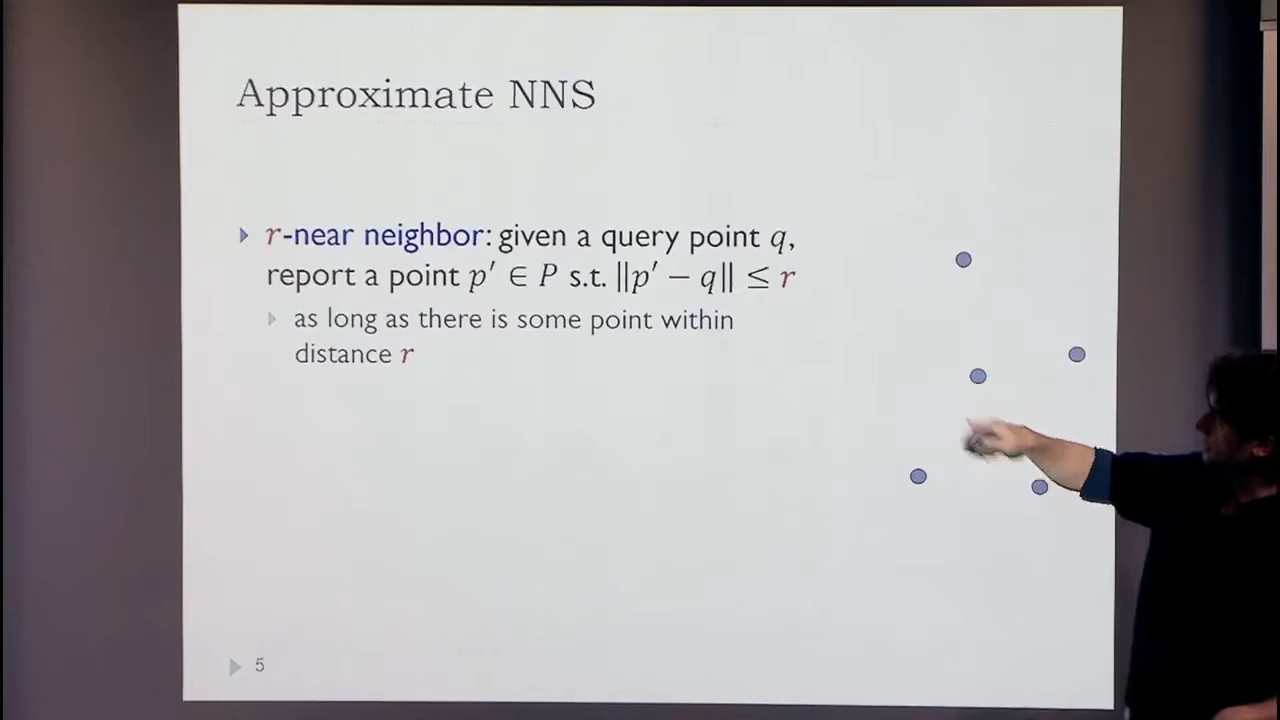 Approximate NNS
r-near neighbor: given a query point q,
report a point p′ ∈ P s.t. ||p′ − q|| ≤ r
as long as there is some point within
distance r
5